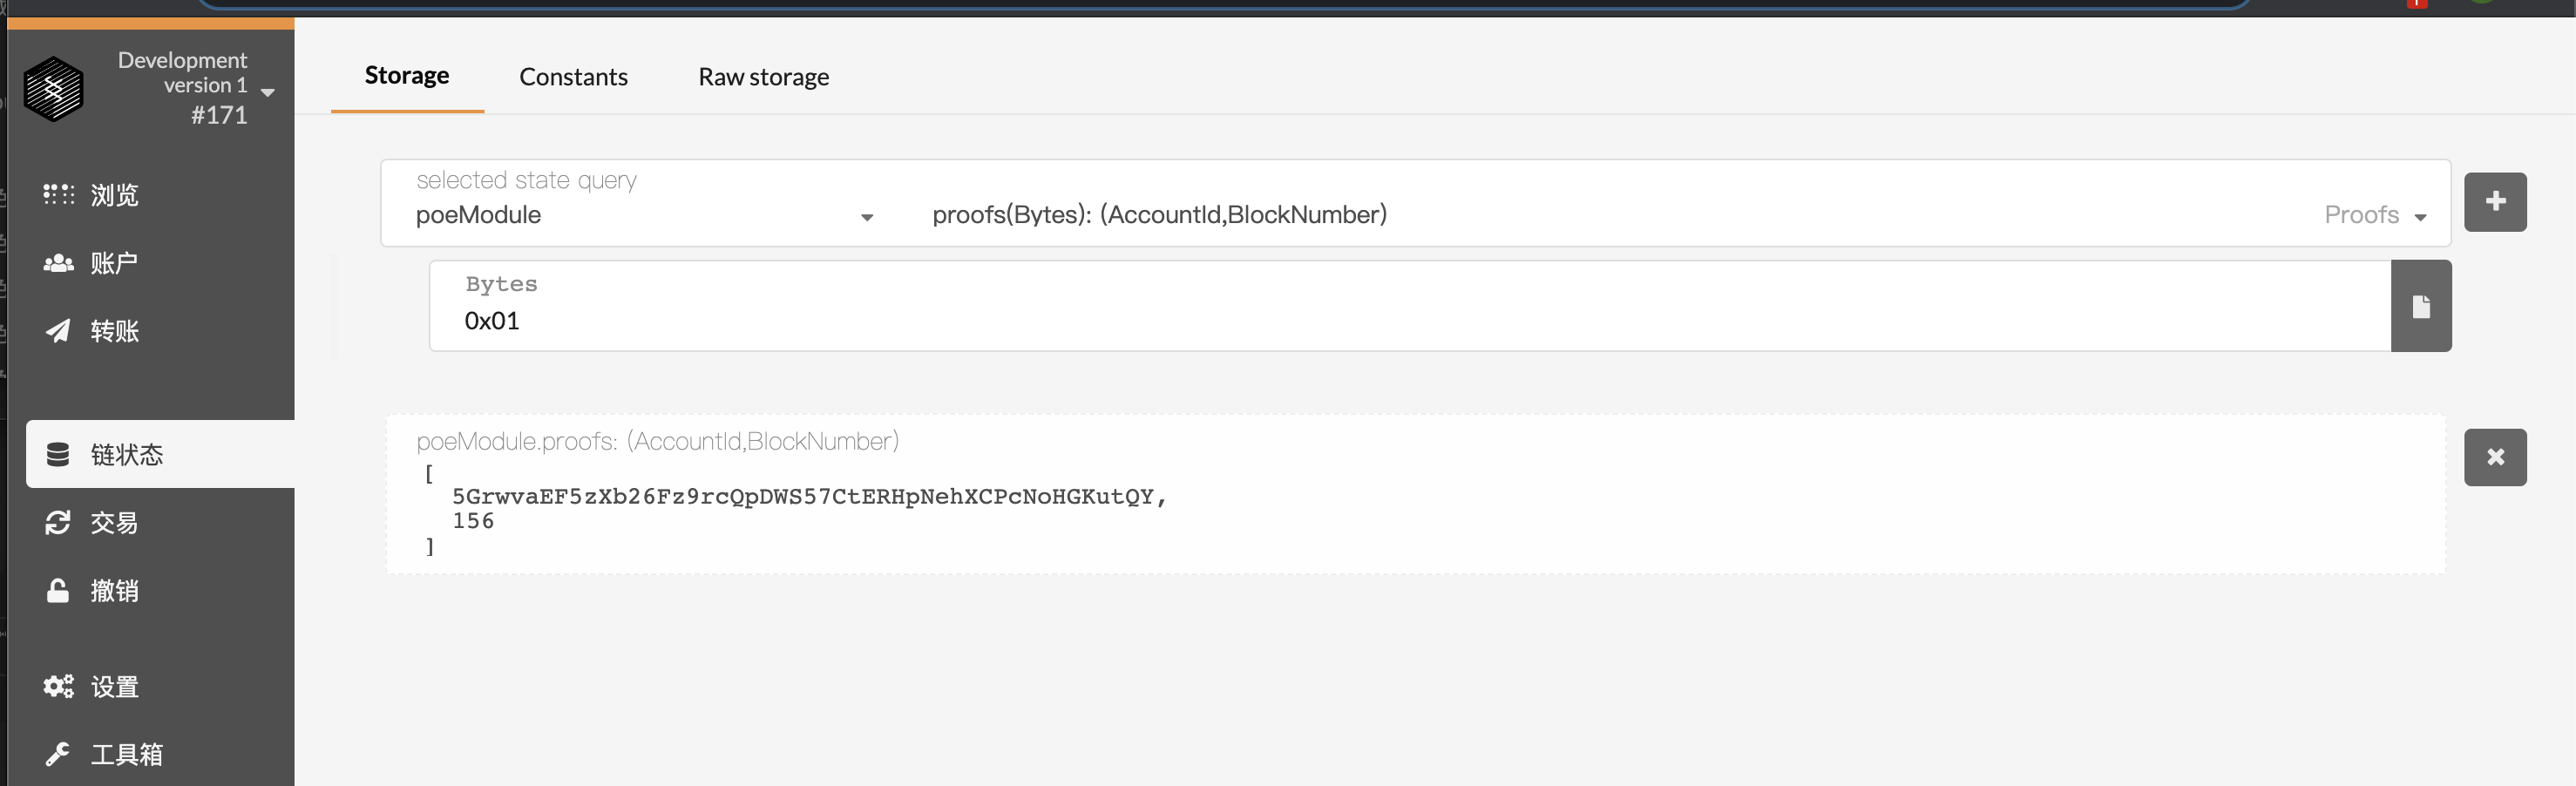 Development
version 1
#171
浏览
账户
转账
链状态
交易
撤销
设置
工具箱
Storage
Constants
Raw storage
selected state query
poeModule
proofs(Bytes): (AccountId,BlockNumber)
Proofs
Bytes
0x01
poeModule.proofs: (AccountId,BlockNumber)
[
5GrwvaEF5zXb26Fz9rcQpDWS57CtERHpNehXCPcNoHGKutQY,
156
]